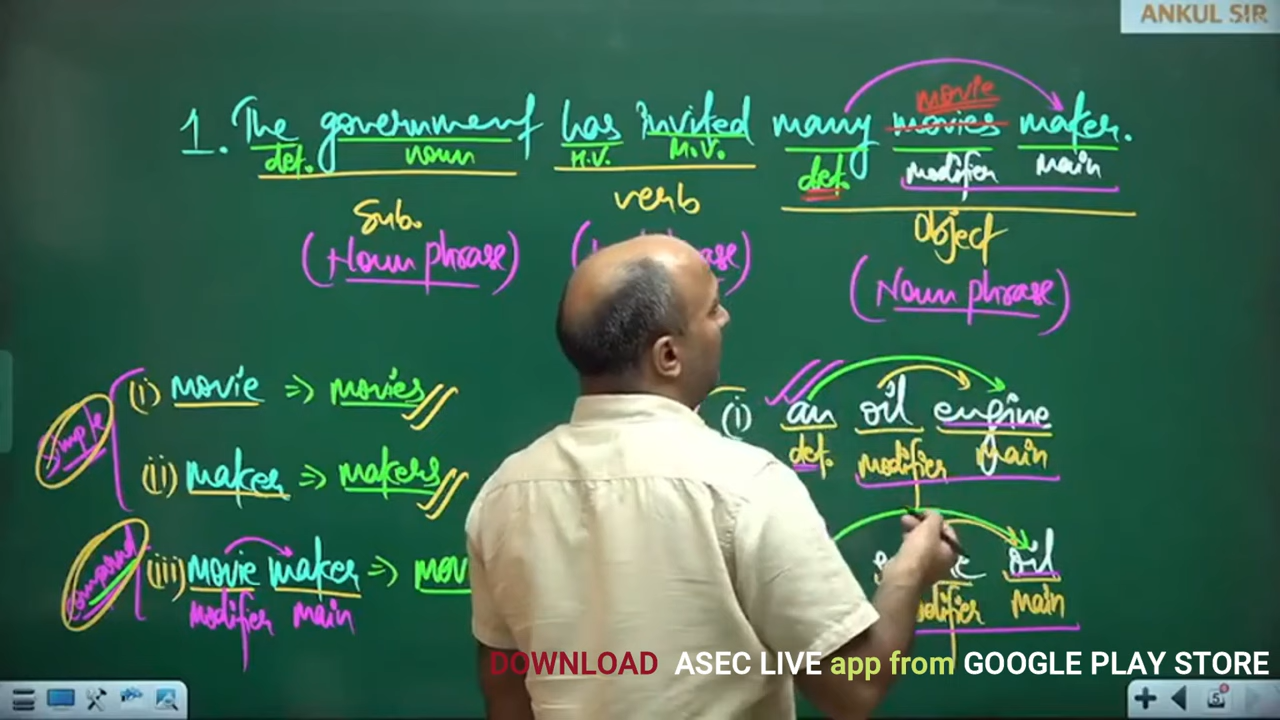 ANKUL SIR
movie
1. The government has invited many movies maker.
det. noun H.V. M.V. det. modifier main
Sub. verb Object
(Noun phrase) (Noun phrase)
Simple
(i) movie => movies
(ii) maker => makers
Compound
(iii) movie maker => mov
modifier main
(i) an oil engine
det. modifier main
oil
main
DOWNLOAD ASEC LIVE app from GOOGLE PLAY STORE